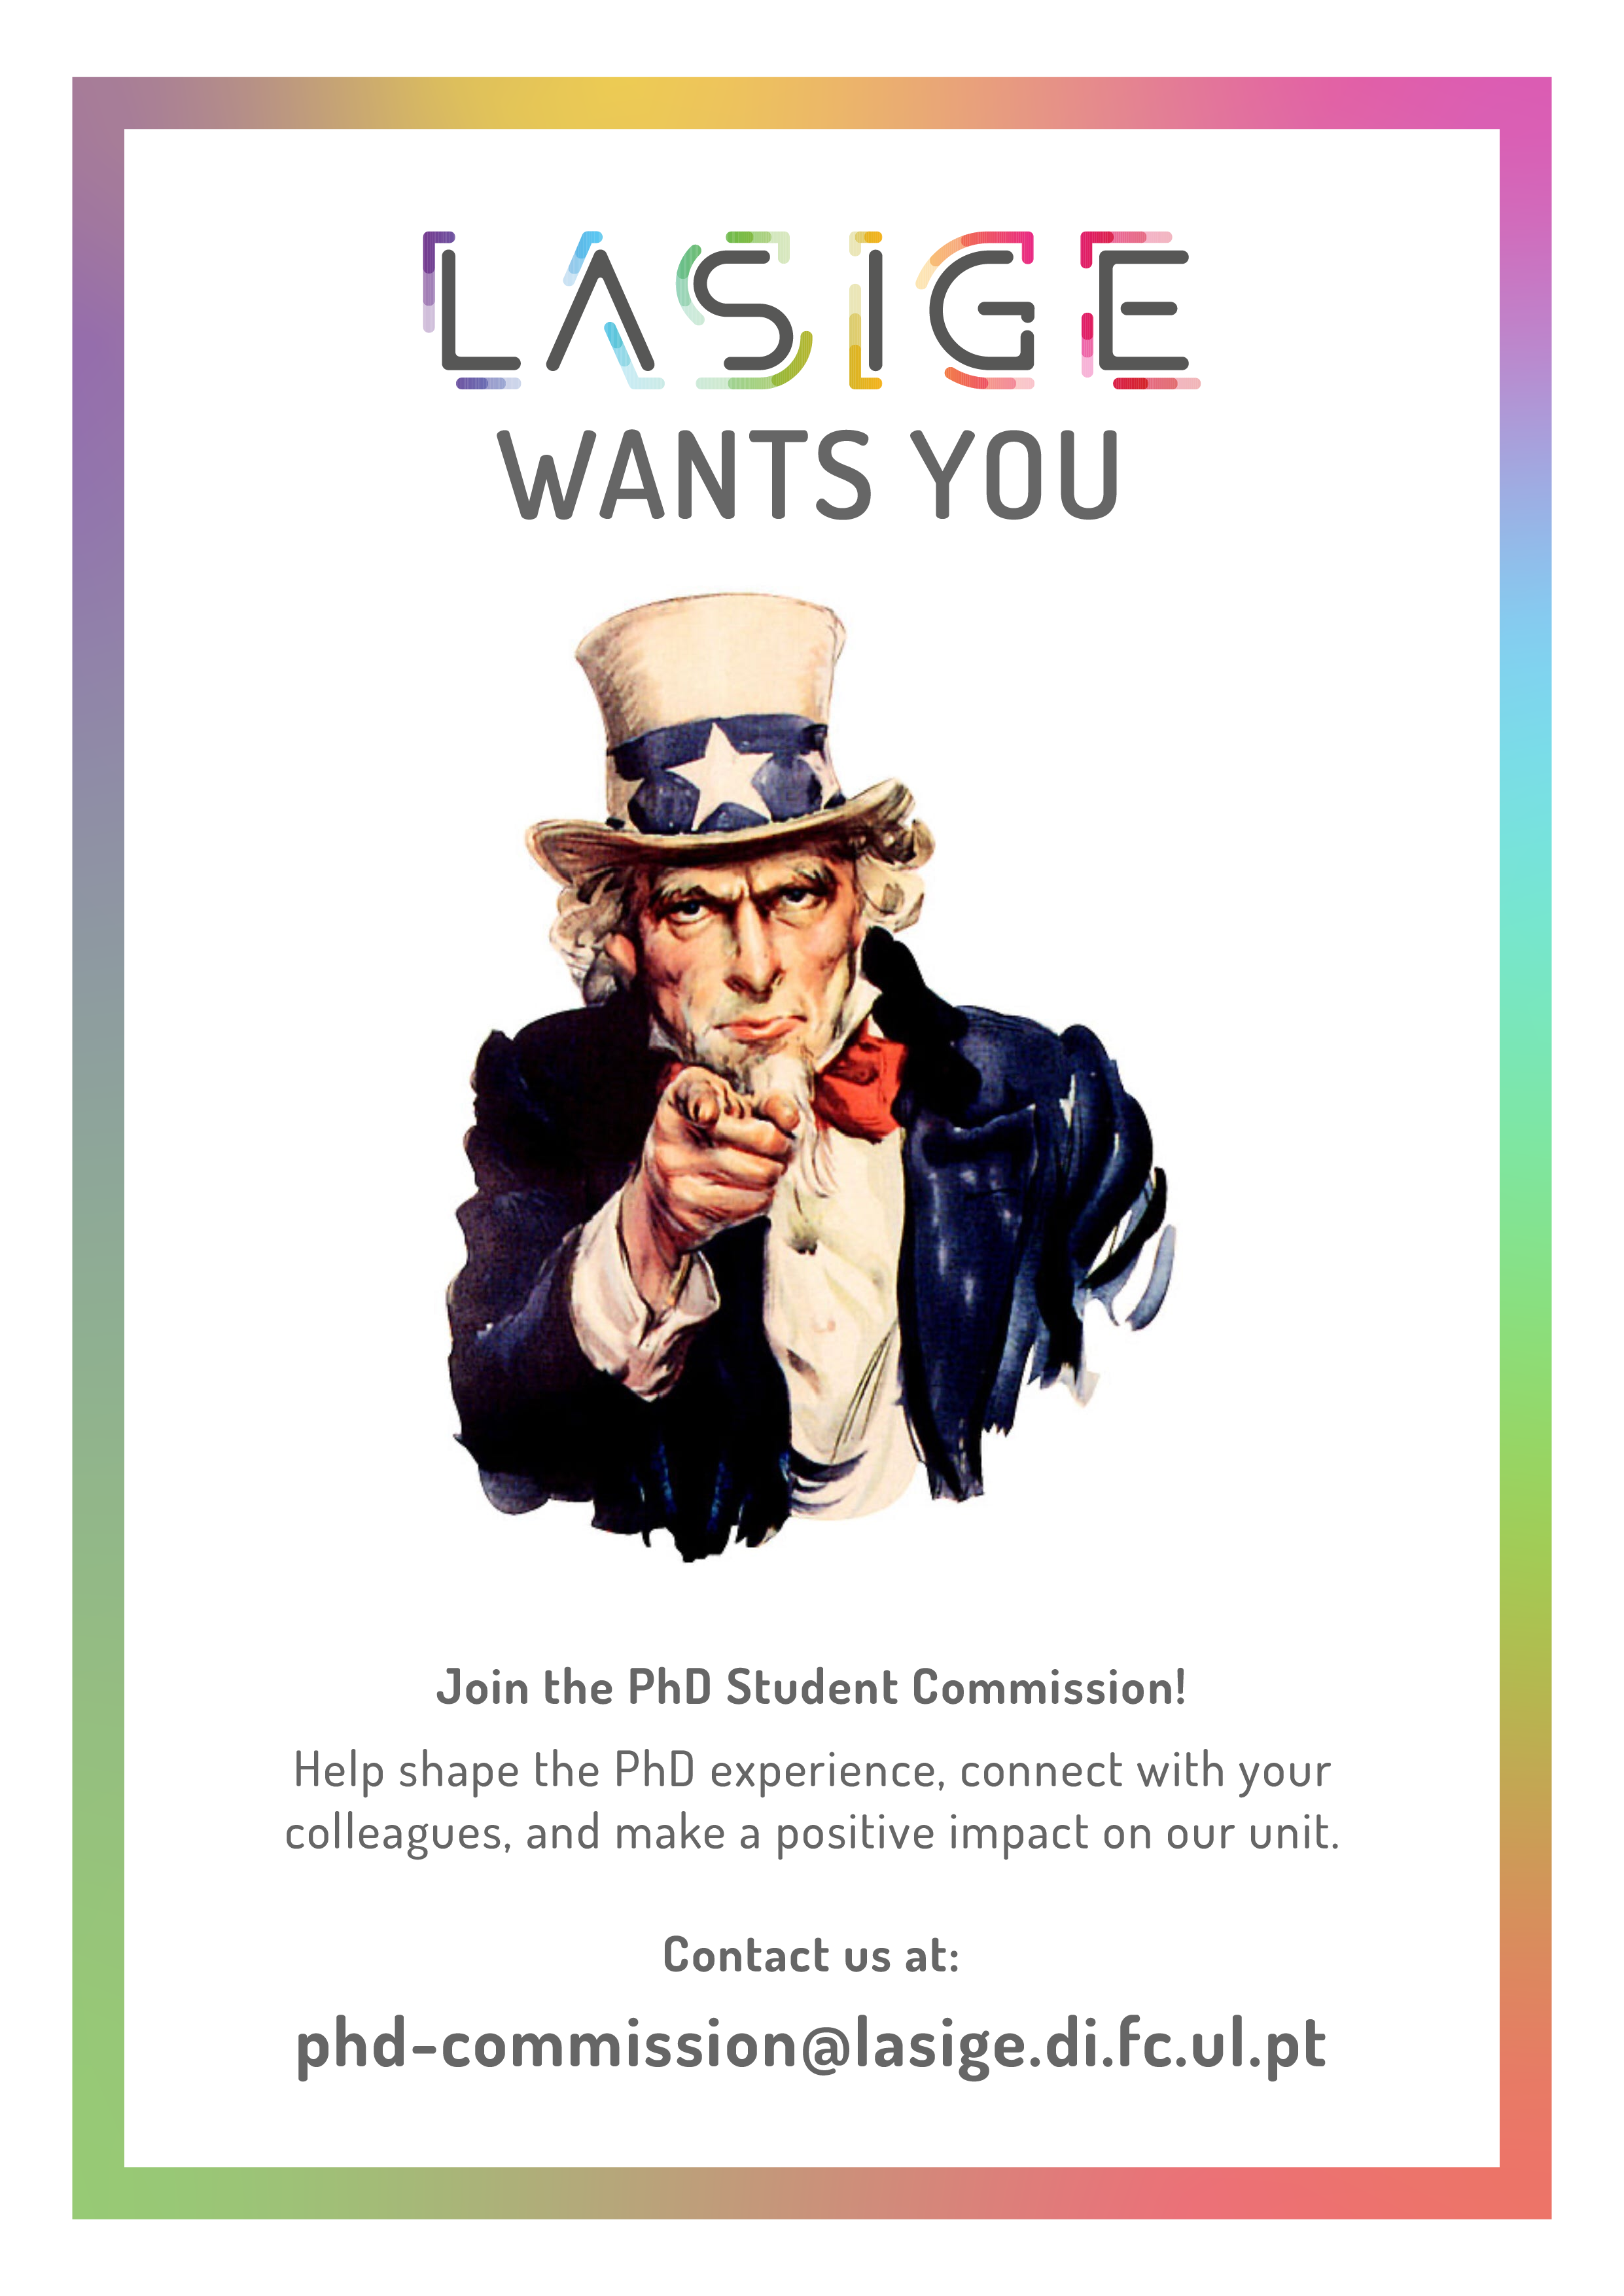 LASIGE
WANTS YOU
Join the PhD Student Commission!
Help shape the PhD experience, connect with your
colleagues, and make a positive impact on our unit.
Contact us at:
phd-commission@lasige.di.fc.ul.pt